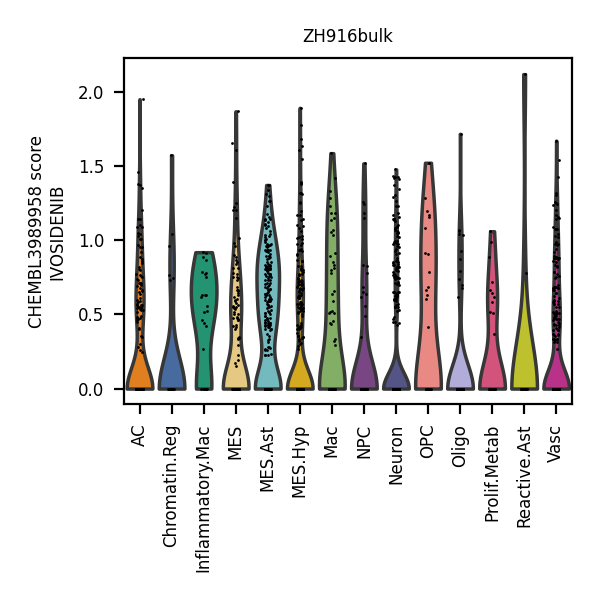 ZH916bulk
CHEMBL3989958 score
IVOSIDENIB
2.0
1.5
1.0
0.5
0.0
AC
Chromatin.Reg
Inflammatory.Mac
MES
MES.Ast
MES.Hyp
Mac
NPC
Neuron
OPC
Oligo
Prolif.Metab
Reactive.Ast
Vasc